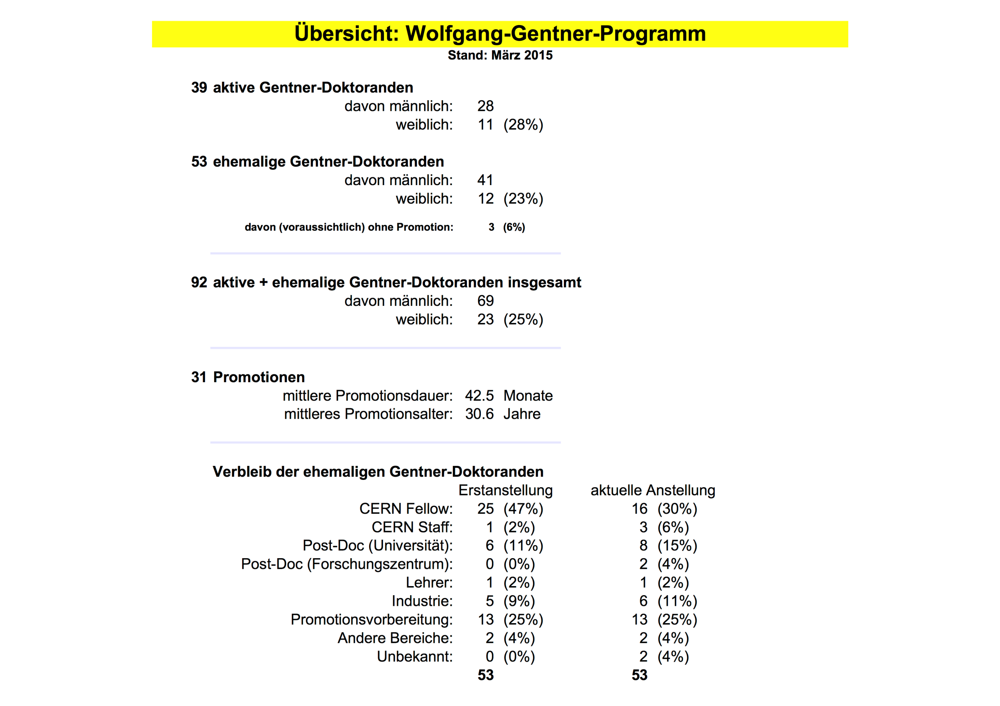 Übersicht: Wolfgang-Gentner-Programm
Stand: März 2015
39 aktive Gentner-Doktoranden
davon männlich: 28
weiblich: 11 (28%)
53 ehemalige Gentner-Doktoranden
davon männlich: 41
weiblich: 12 (23%)
davon (voraussichtlich) ohne Promotion: 3 (6%)
92 aktive + ehemalige Gentner-Doktoranden insgesamt
davon männlich: 69
weiblich: 23 (25%)
31 Promotionen
mittlere Promotionsdauer: 42.5 Monate
mittleres Promotionsalter: 30.6 Jahre
Verbleib der ehemaligen Gentner-Doktoranden
Erstanstellung aktuelle Anstellung
CERN Fellow: 25 (47%) 16 (30%)
CERN Staff: 1 (2%) 3 (6%)
Post-Doc (Universität): 6 (11%) 8 (15%)
Post-Doc (Forschungszentrum): 0 (0%) 2 (4%)
Lehrer: 1 (2%) 1 (2%)
Industrie: 5 (9%) 6 (11%)
Promotionsvorbereitung: 13 (25%) 13 (25%)
Andere Bereiche: 2 (4%) 2 (4%)
Unbekannt: 0 (0%) 2 (4%)
53 53